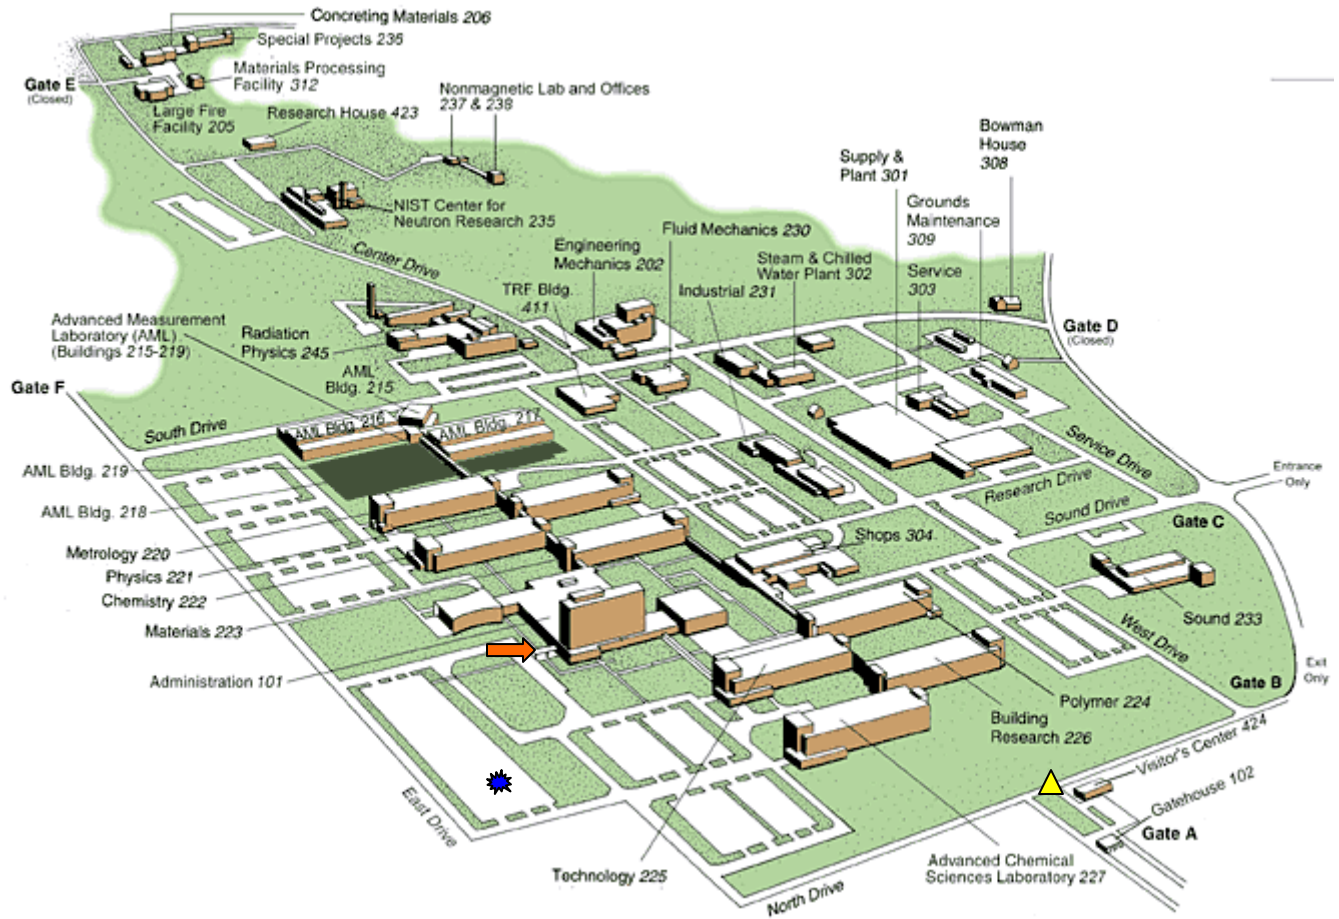 Concreting Materials 206
Special Projects 236
Gate E
(Closed)
Materials Processing
Facility 312
Large Fire
Facility 205
Research House 423
Nonmagnetic Lab and Offices
237 & 238
Bowman
House
308
Supply &
Plant 301
Grounds
Maintenance
309
NIST Center for
Neutron Research 235
Fluid Mechanics 230
Engineering
Mechanics 202
Steam & Chilled
Water Plant 302
Service
303
Center Drive
TRF Bldg.
411
Industrial 231
Advanced Measurement
Laboratory (AML)
(Buildings 215-219)
Radiation
Physics 245
Gate D
(Closed)
AML
Bldg. 215
Gate F
South Drive
AML Bldg. 216
AML Bldg. 217
Service Drive
AML Bldg. 219
Entrance
Only
Research Drive
AML Bldg. 218
Sound Drive
Gate C
Metrology 220
Shops 304
Physics 221
Chemistry 222
Sound 233
Materials 223
West Drive
Exit
Only
Administration 101
Gate B
Polymer 224
Building
Research 226
Visitor's Center 424
Gatehouse 102
East Drive
Gate A
Technology 225
Advanced Chemical
Sciences Laboratory 227
North Drive